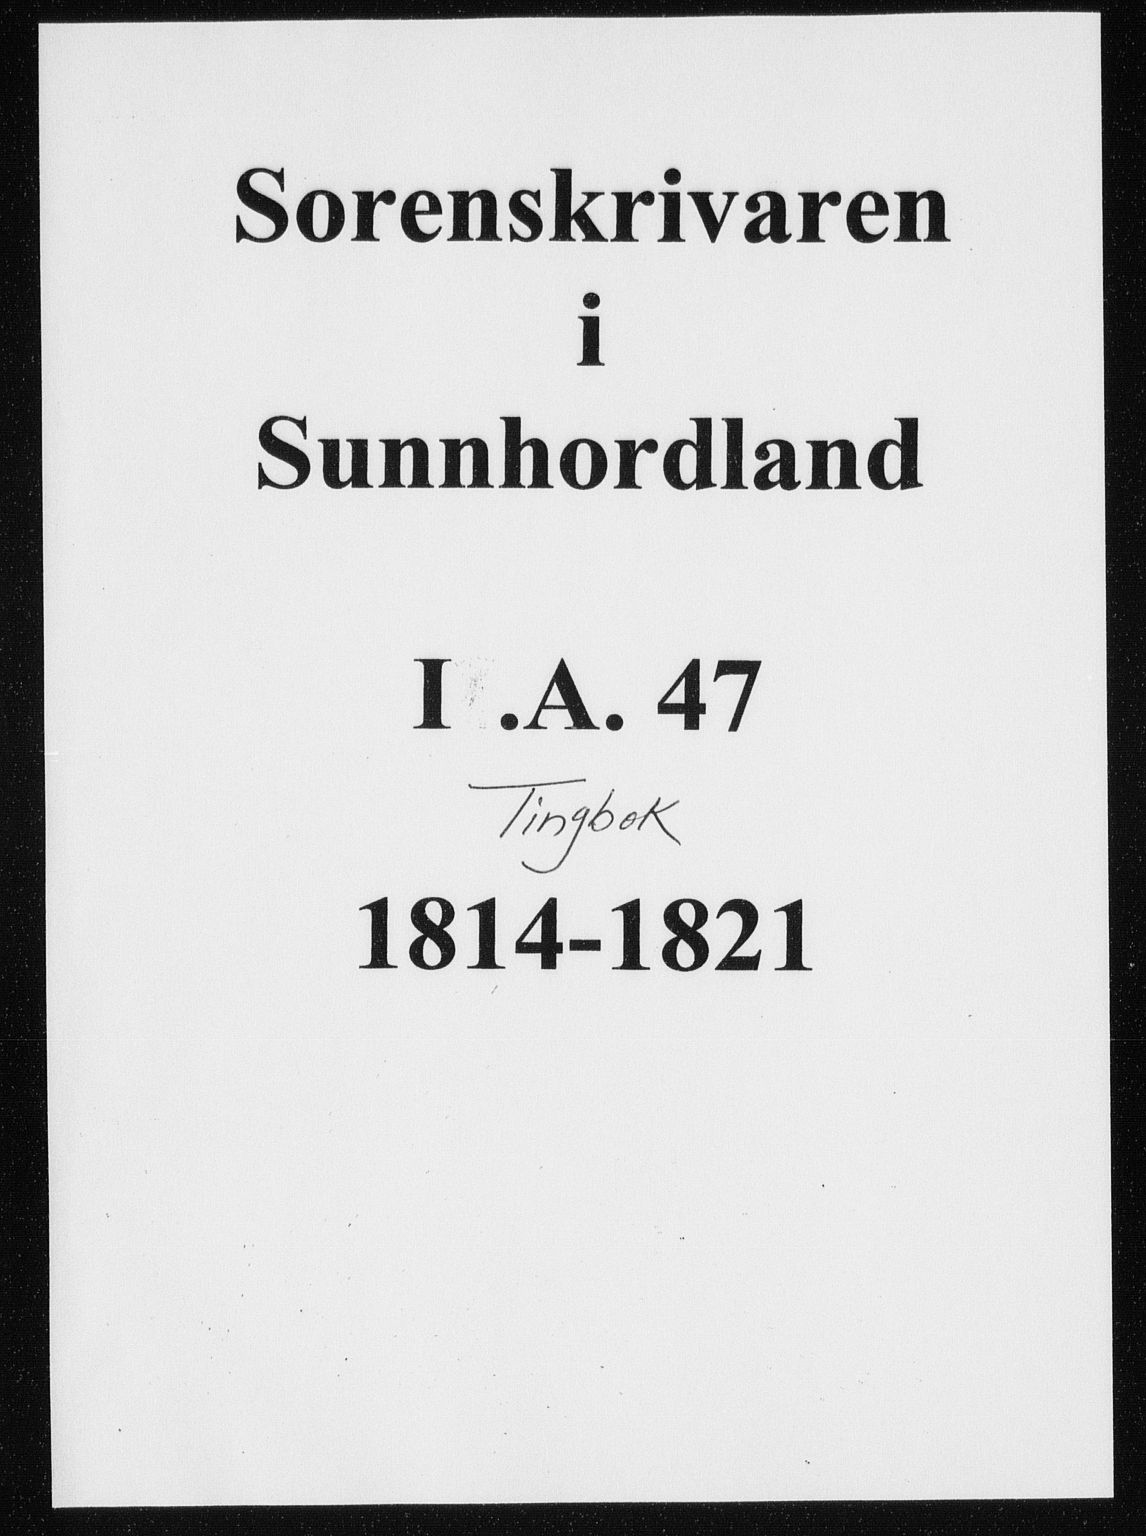 Sorenskrivaren
i
Sunnhordland
I .A. 47
Tingbok
1814-1821